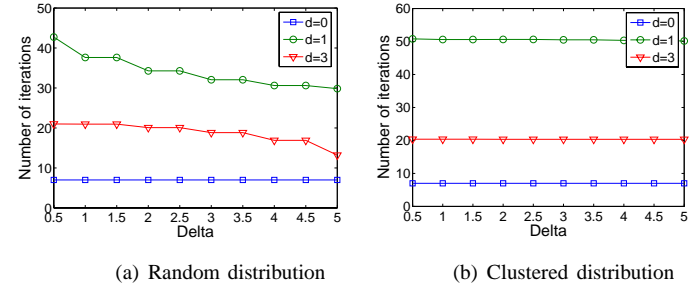 50
40
30
20
10
0
Number of iterations
0.5 1 1.5 2 2.5 3 3.5 4 4.5 5
Delta
d=0
d=1
d=3
(a) Random distribution
60
50
40
30
20
10
0
Number of iterations
0.5 1 1.5 2 2.5 3 3.5 4 4.5 5
Delta
d=0
d=1
d=3
(b) Clustered distribution